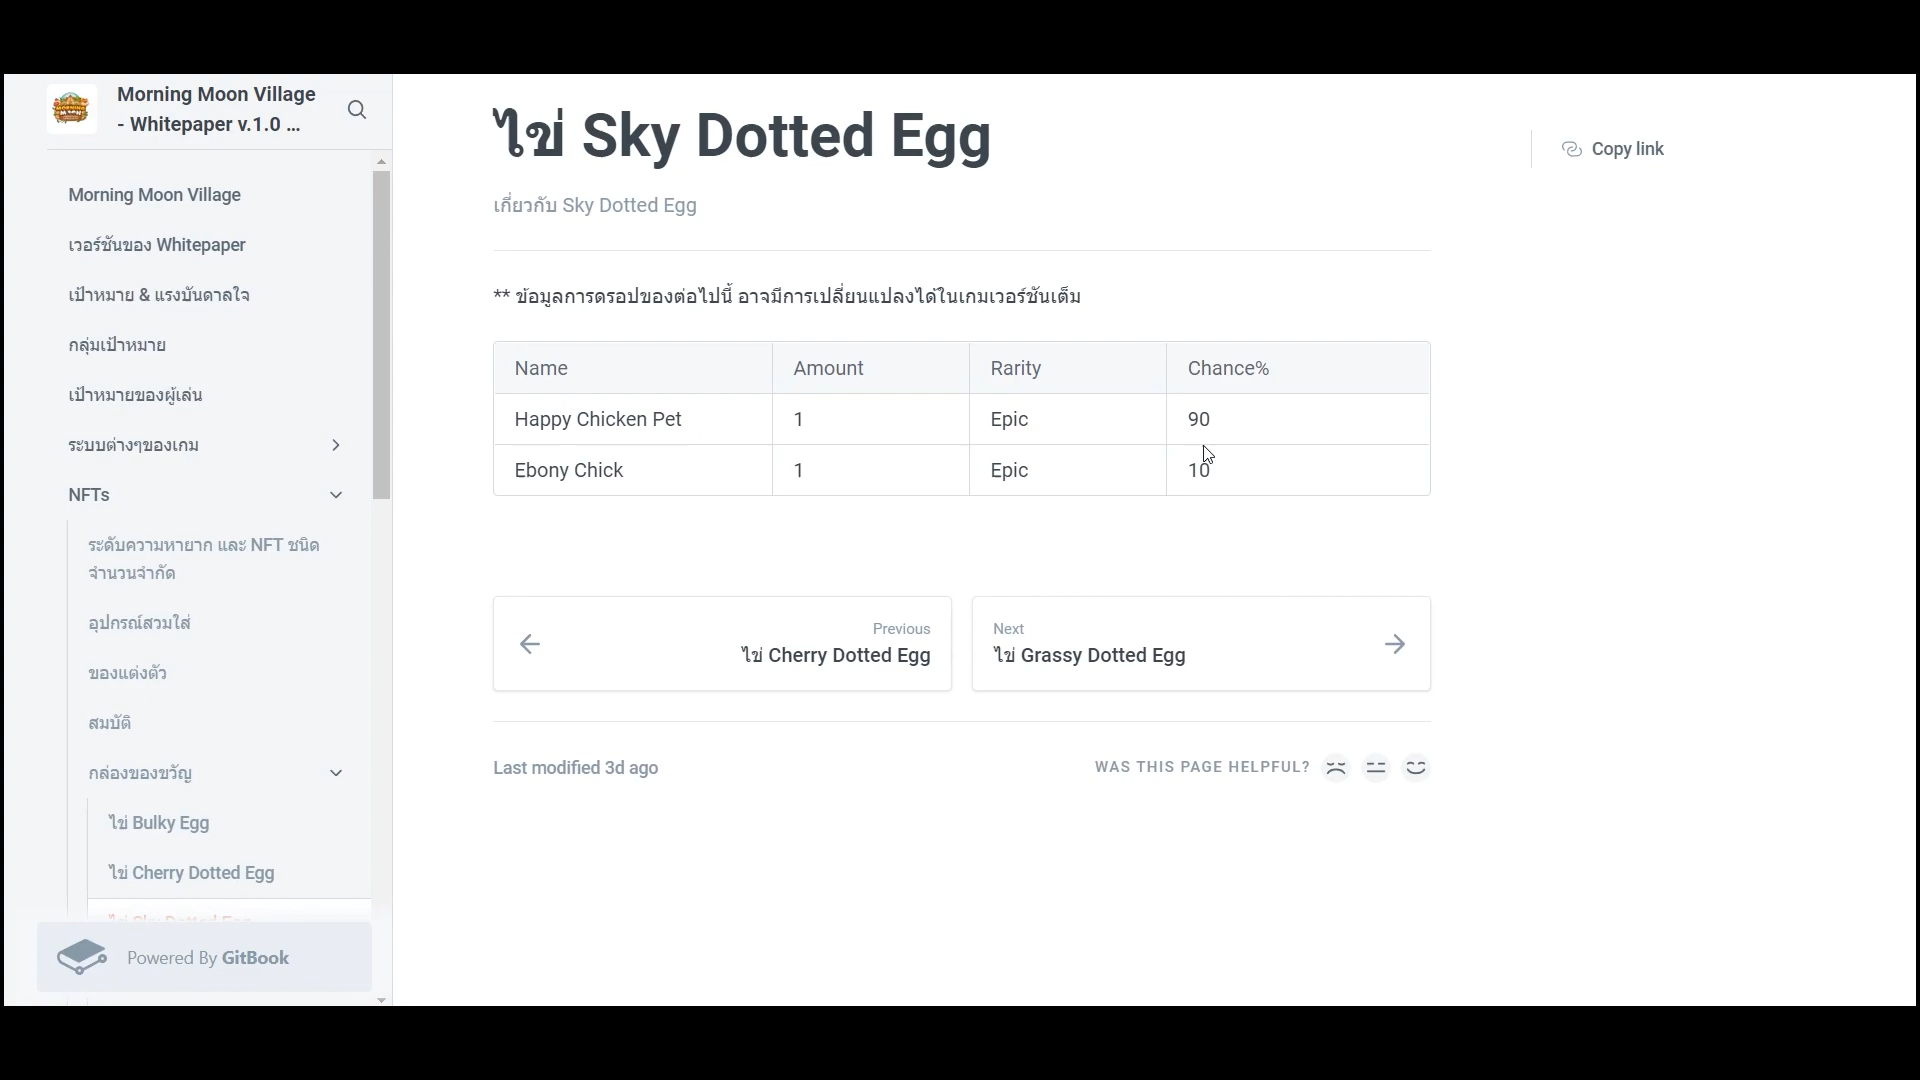 Morning Moon Village
- Whitepaper v.1.0 ...
Morning Moon Village
เวอร์ชันของ Whitepaper
เป้าหมาย & แรงบันดาลใจ
กลุ่มเป้าหมาย
เป้าหมายของผู้เล่น
ระบบต่างๆของเกม
NFTs
ระดับความหายาก และ NFT ชนิด
จำนวนจำกัด
อุปกรณ์สวมใส่
ของแต่งตัว
สมบัติ
กล่องของขวัญ
ไข่ Bulky Egg
ไข่ Cherry Dotted Egg
ไข่ Sky Dotted Egg
Powered By GitBook
ไข่ Sky Dotted Egg
เกี่ยวกับ Sky Dotted Egg
** ข้อมูลการดรอปของต่อไปนี้ อาจมีการเปลี่ยนแปลงได้ในเกมเวอร์ชันเต็ม
Name Amount Rarity Chance%
Happy Chicken Pet 1 Epic 90
Ebony Chick 1 Epic 10
Previous
ไข่ Cherry Dotted Egg
Next
ไข่ Grassy Dotted Egg
Last modified 3d ago
WAS THIS PAGE HELPFUL?
Copy link